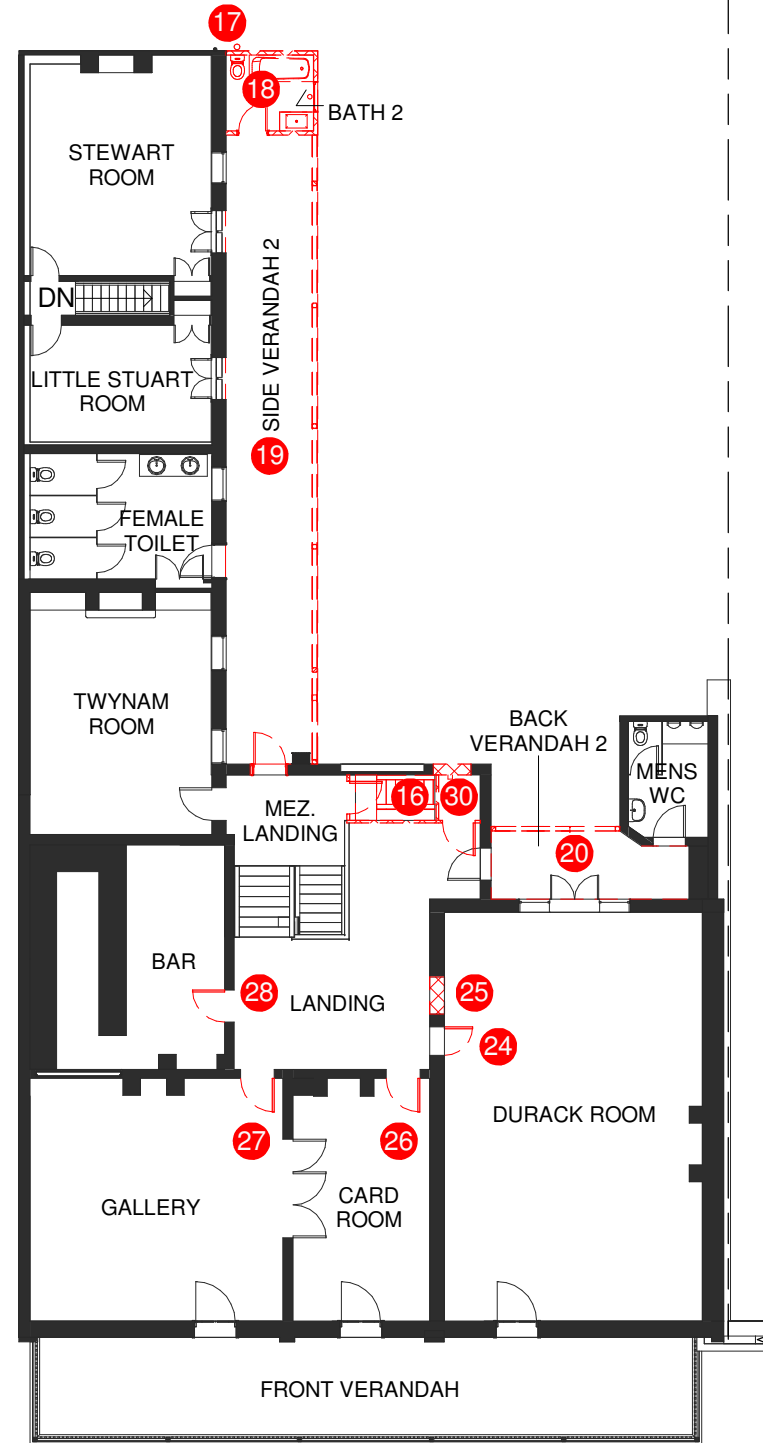 17
18
BATH 2
STEWART
ROOM
SIDE VERANDAH 2
DN
LITTLE STUART
ROOM
19
FEMALE
TOILET
TWYNAM
ROOM
BACK
VERANDAH 2
MENS
WC
16
30
MEZ.
LANDING
20
BAR
28
LANDING
25
24
DURACK ROOM
27
26
GALLERY
CARD
ROOM
FRONT VERANDAH